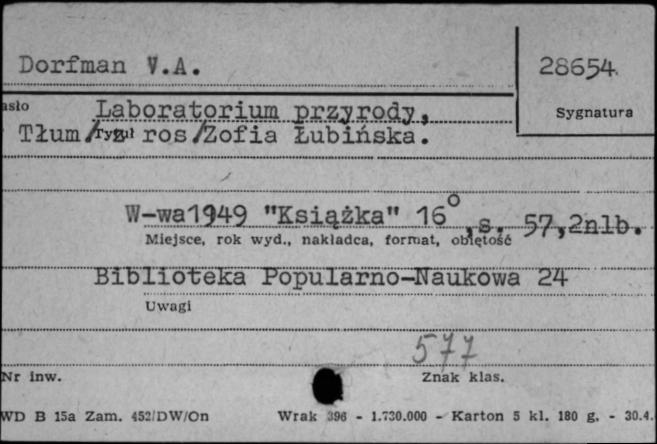 Dorfman V.A.
28654
asło
Laboratorium przyrody,
Sygnatura
Tłum/z ros/Zofia Łubińska.
Tytuł
W-wa1949 "Książka" 16°, s. 57,2nlb.
Miejsce, rok wyd., nakładca, format, objętość
Biblioteka Popularno-Naukowa 24
Uwagi
577
Nr inw.
Znak klas.
WD B 15a Zam. 452/DW/On Wrak 396 - 1.730.000 - Karton 5 kl. 180 g. - 30.4.